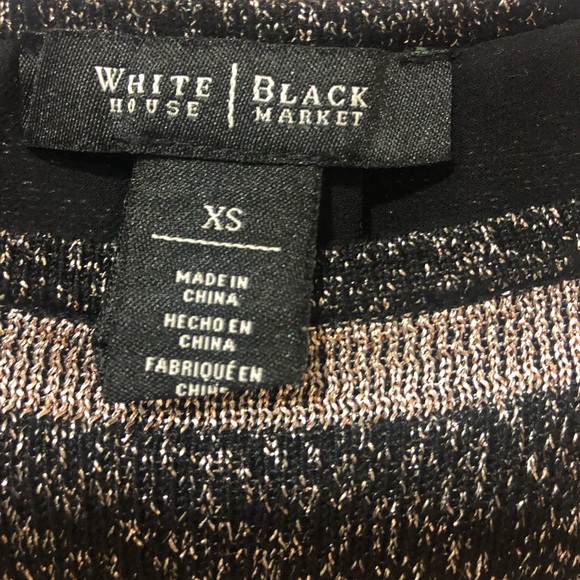 WHITE | BLACK
HOUSE | MARKET
XS
MADE IN
CHINA
HECHO EN
CHINA
FABRIQUÉ EN